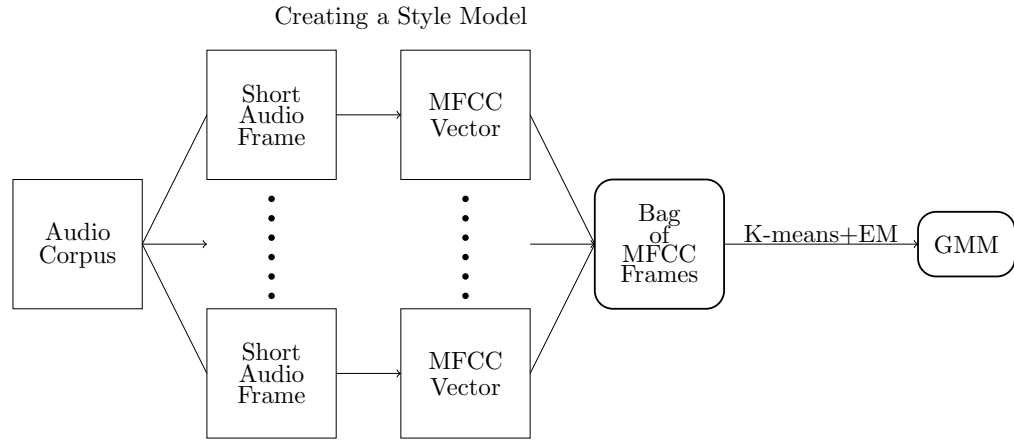 Creating a Style Model
Short
Audio
Frame
MFCC
Vector
Audio
Corpus
Bag
of
MFCC
Frames
K-means+EM
GMM
Short
Audio
Frame
MFCC
Vector